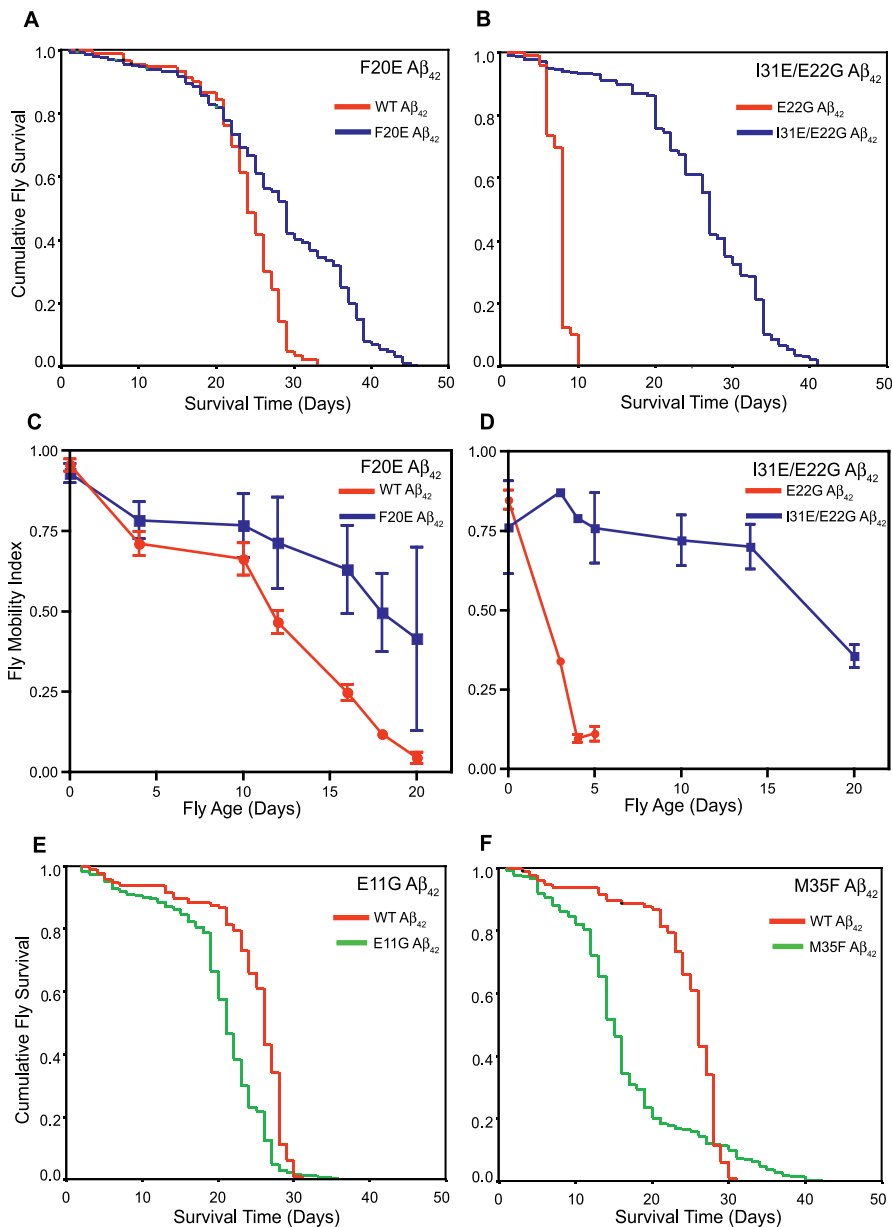 A
F20E Aβ42
WT Aβ42
F20E Aβ42
Cumulative Fly Survival
1.0
0.8
0.6
0.4
0.2
0.0
0
10
20
30
40
50
Survival Time (Days)
B
I31E/E22G Aβ42
E22G Aβ42
I31E/E22G Aβ42
1.0
0.8
0.6
0.4
0.2
0.0
0
10
20
30
40
50
Survival Time (Days)
C
F20E Aβ42
WT Aβ42
F20E Aβ42
Fly Mobility Index
1.00
0.75
0.50
0.25
0.00
0
5
10
15
20
Fly Age (Days)
D
I31E/E22G Aβ42
E22G Aβ42
I31E/E22G Aβ42
1.00
0.75
0.50
0.25
0.00
0
5
10
15
20
Fly Age (Days)
E
E11G Aβ42
WT Aβ42
E11G Aβ42
Cumulative Fly Survival
1.0
0.8
0.6
0.4
0.2
0.0
0
10
20
30
40
50
Survival Time (Days)
F
M35F Aβ42
WT Aβ42
M35F Aβ42
1.0
0.8
0.6
0.4
0.2
0.0
0
10
20
30
40
50
Survival Time (Days)